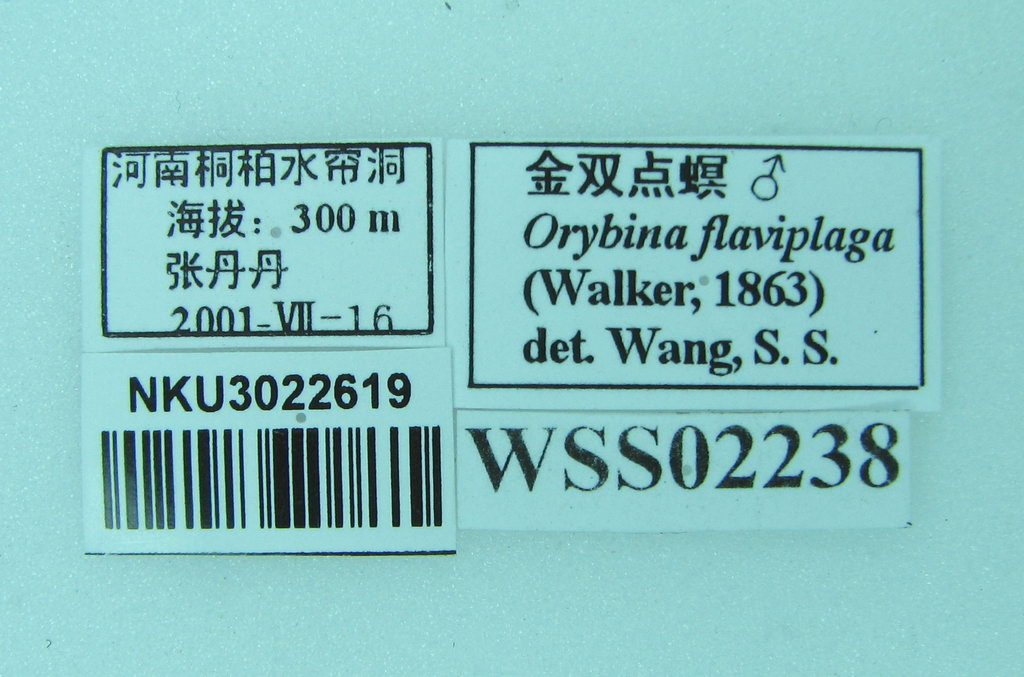 河南桐柏水帘洞
海拔：300 m
张丹丹
2001-Ⅶ-16
金双点螟 ♂
Orybina flaviplaga
(Walker, 1863)
det. Wang, S. S.
NKU3022619
WSS02238